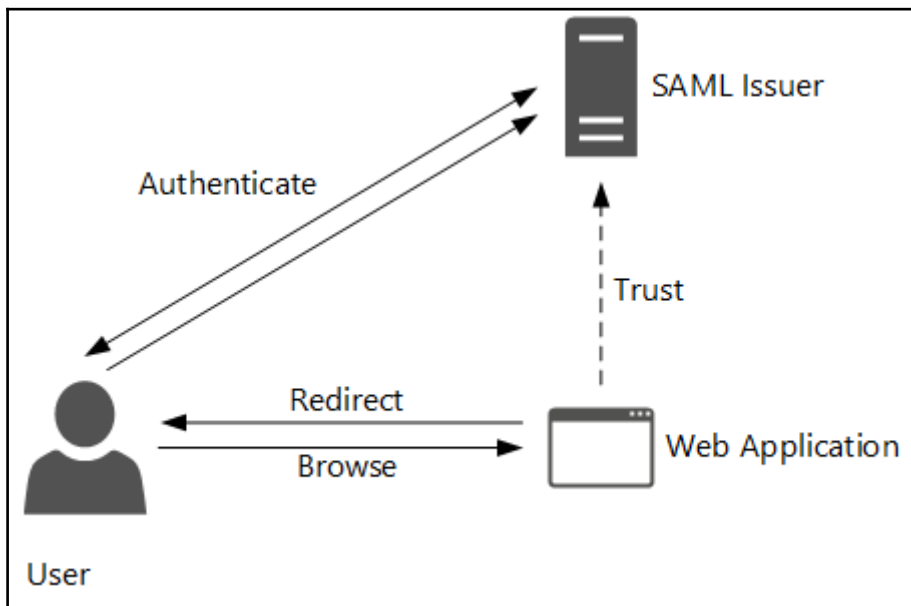 SAML Issuer
Authenticate
Trust
Redirect
Web Application
Browse
User